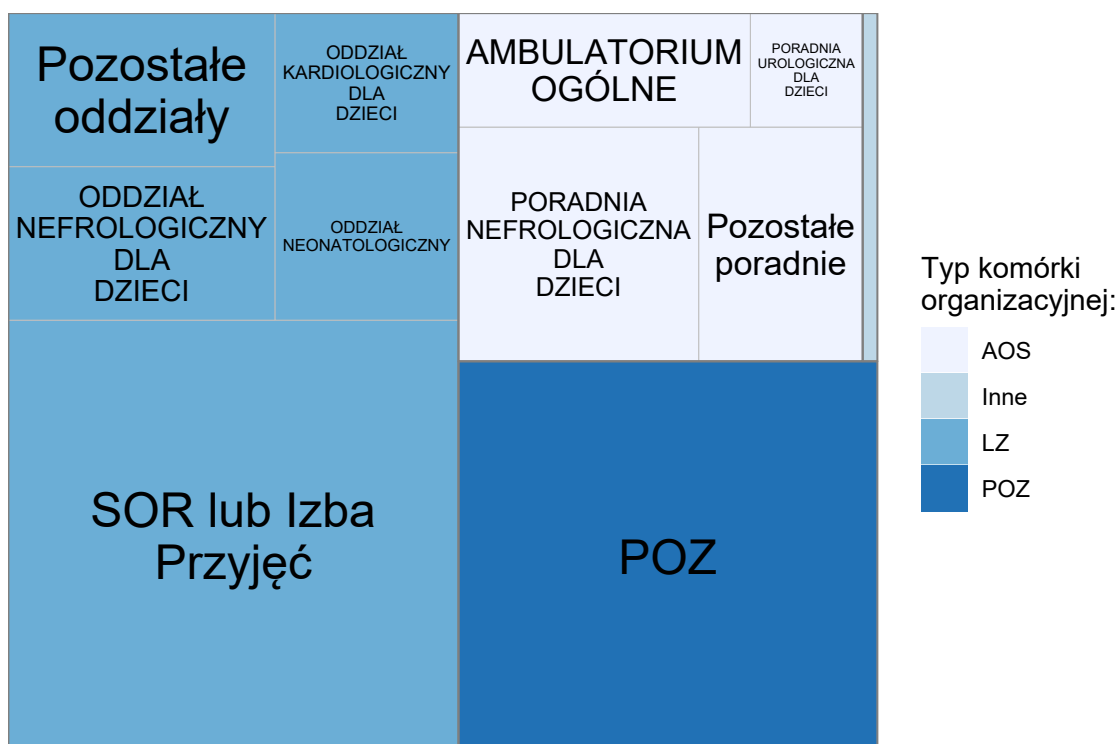 Pozostałe
oddziały
ODDZIAŁ
KARDIOLOGICZNY
DLA
DZIECI
ODDZIAŁ
NEFROLOGICZNY
DLA
DZIECI
ODDZIAŁ
NEONATOLOGICZNY
SOR lub Izba
Przyjęć
AMBULATORIUM
OGÓLNE
PORADNIA
UROLOGICZNA
DLA
DZIECI
PORADNIA
NEFROLOGICZNA
DLA
DZIECI
Pozostałe
poradnie
POZ
Typ komórki
organizacyjnej:
AOS
Inne
LZ
POZ